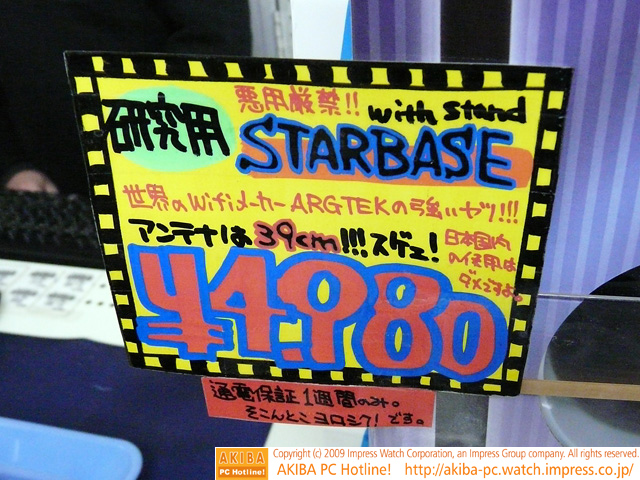 悪用厳禁!! with stand
研究用 STARBASE
世界のWifiメーカーARGTEKの強いヤツ!!!
アンテナは39cm!!!スゲェ!
日本国内
の使用は
ダメですよ。
¥4,980
通電保証1週間のみ。
そこんとこヨロシク!です。
AKIBA
PC Hotline!
Copyright (c) 2009 Impress Watch Corporation, an Impress Group company. All rights reserved.
AKIBA PC Hotline! http://akiba-pc.watch.impress.co.jp/